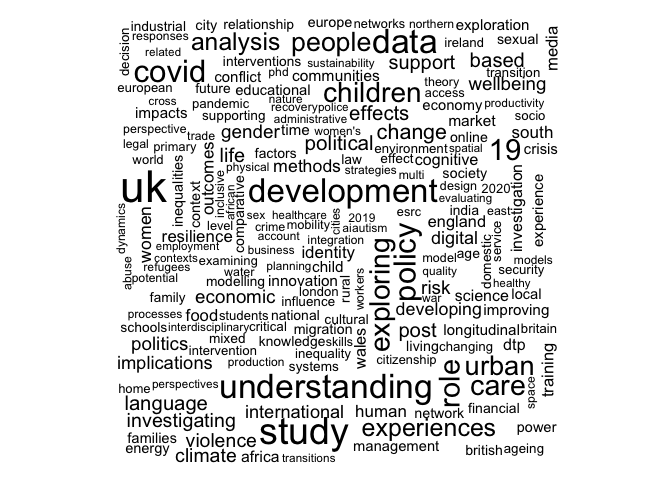 industrial city relationship europe networks northern exploration
decision responses analysis people data ireland sexual media
related interventions sustainability support based
covid conflict phd communities transition
european future educational nature children theory access wellbeing
cross pandemic recovery police effects economy productivity
impacts supporting administrative market socio
perspective trade gender time women's political change online south
legal primary outcomes life factors law environment spatial 19 crisis
world inequalities physical methods strategies effect cognitive society
uk context inclusive african comparative development multi design 2020 investigation experience
evaluating
dynamics women level sex healthcare mobility cities 2019 esrc india east
resilience crime account ai autism england
employment business integration identity exploring policy digital domestic service
abuse contexts examining water planning child model age models
refugees quality security
potential modelling innovation rural workers risk healthy
family economic london influence war science local
processes food students national cultural developing improving
schools interdisciplinary critical migration wales post longitudinal britain
politics mixed knowledge skills living changing dtp
intervention inequality citizenship training
implications production systems role urban
home perspectives understanding care space
language international human network financial
investigating study experiences power
families violence management british ageing
energy climate africa transitions